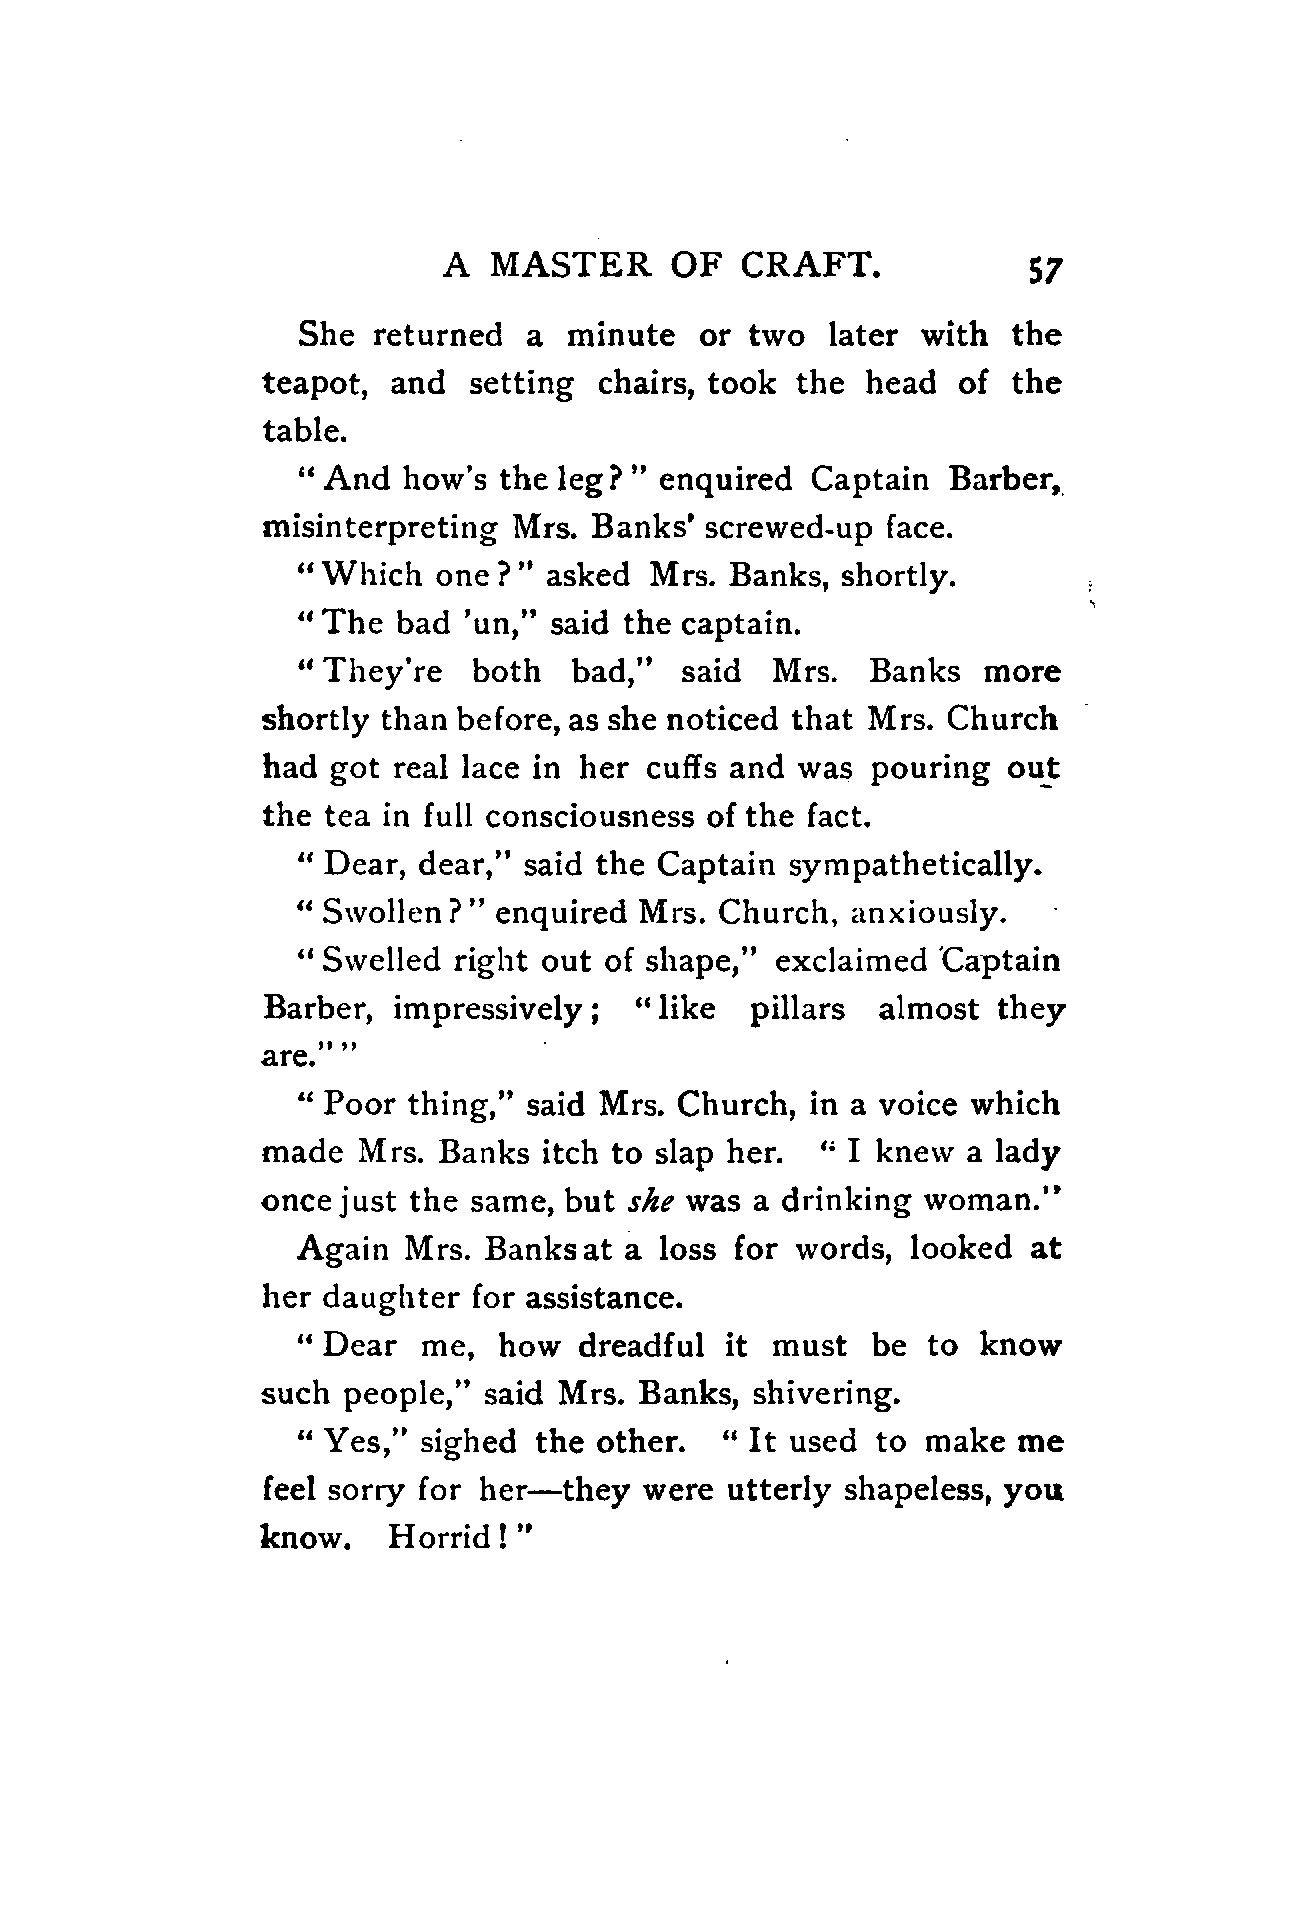 A MASTER OF CRAFT. 57
She returned a minute or two later with the
teapot, and setting chairs, took the head of the
table.
" And how's the leg? " enquired Captain Barber,
misinterpreting Mrs. Banks' screwed-up face.
" Which one ? " asked Mrs. Banks, shortly.
" The bad 'un," said the captain.
" They're both bad," said Mrs. Banks more
shortly than before, as she noticed that Mrs. Church
had got real lace in her cuffs and was pouring out
the tea in full consciousness of the fact.
" Dear, dear," said the Captain sympathetically.
" Swollen ? " enquired Mrs. Church, anxiously.
" Swelled right out of shape," exclaimed Captain
Barber, impressively ; " like pillars almost they
are." "
" Poor thing," said Mrs. Church, in a voice which
made Mrs. Banks itch to slap her. " I knew a lady
once just the same, but she was a drinking woman."
Again Mrs. Banks at a loss for words, looked at
her daughter for assistance.
" Dear me, how dreadful it must be to know
such people," said Mrs. Banks, shivering.
" Yes," sighed the other. " It used to make me
feel sorry for her—they were utterly shapeless, you
know. Horrid ! "